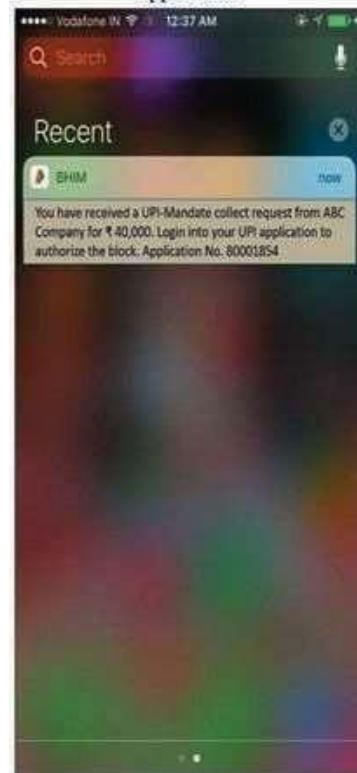 Vodafone IN 12:37 AM
Search
Recent
BHIM now
You have received a UPI-Mandate collect request from ABC
Company for ₹ 40,000. Login into your UPI application to
authorize the block. Application No. 80001854